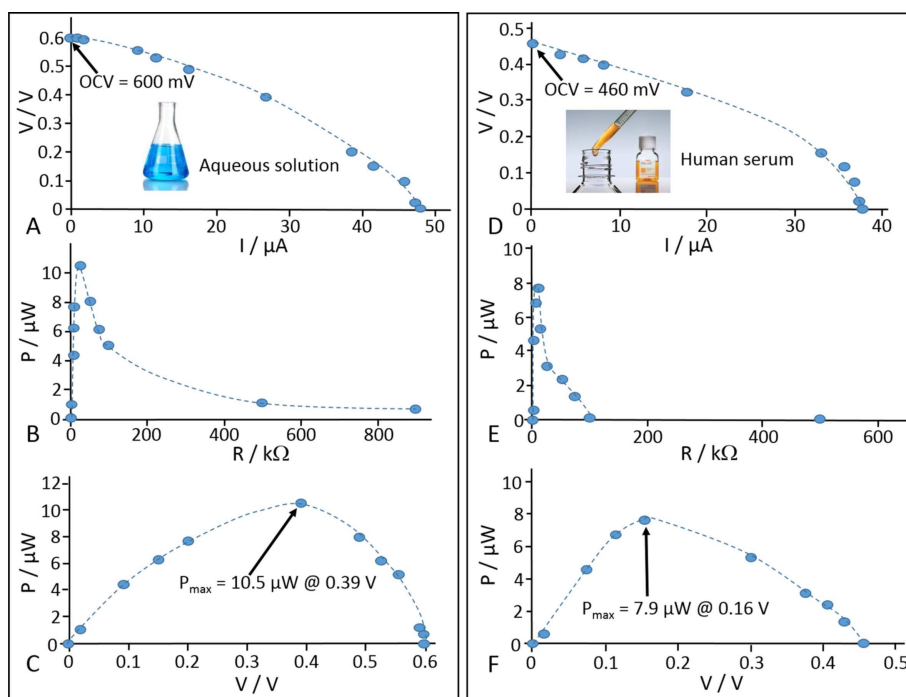 0.6
0.5
0.4
0.3
0.2
0.1
0
V / V
OCV = 600 mV
Aqueous solution
0 10 20 30 40 50
A
I / µA
10
8
6
4
2
0
P / µW
0 200 400 600 800
B
R / kΩ
12
10
8
6
4
2
0
P / µW
Pmax = 10.5 µW @ 0.39 V
0 0.1 0.2 0.3 0.4 0.5 0.6
C
V / V
0.5
0.4
0.3
0.2
0.1
0
V / V
OCV = 460 mV
Human serum
0 10 20 30 40
D
I / µA
10
8
6
4
2
0
P / µW
0 200 400 600
E
R / kΩ
10
8
6
4
2
0
P / µW
Pmax = 7.9 µW @ 0.16 V
0 0.1 0.2 0.3 0.4 0.5
F
V / V